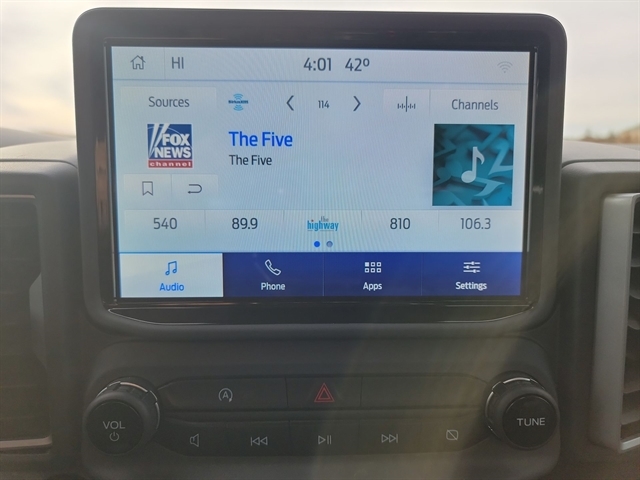 HI 4:01 42º
Sources SiriusXM 114 Channels
FOX
NEWS
channel
The Five
The Five
540 89.9 the highway 810 106.3
Audio Phone Apps Settings
A
VOL
TUNE